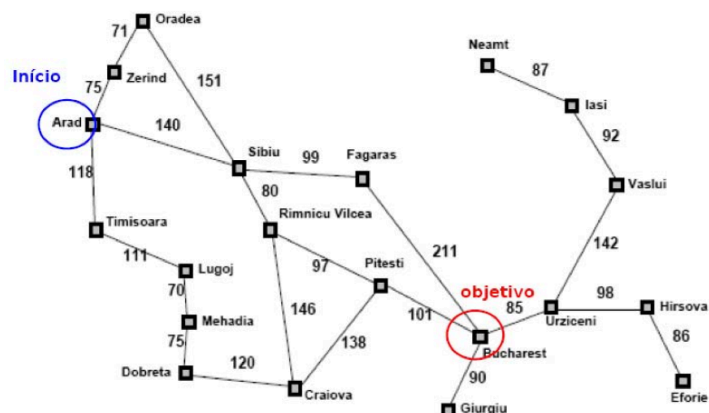 Oradea
71
Neamt
87
Início
75
Zerind
151
Iasi
Arad
140
92
Sibiu
99
Fagaras
118
80
Vaslui
Timisoara
Rimnicu Vilcea
211
142
111
Lugoj
97
Pitesti
70
objetivo
98
Hirsova
146
101
85
Urziceni
Mehadia
86
75
138
Bucharest
Dobreta
120
90
Eforie
Craiova
Giurgiu